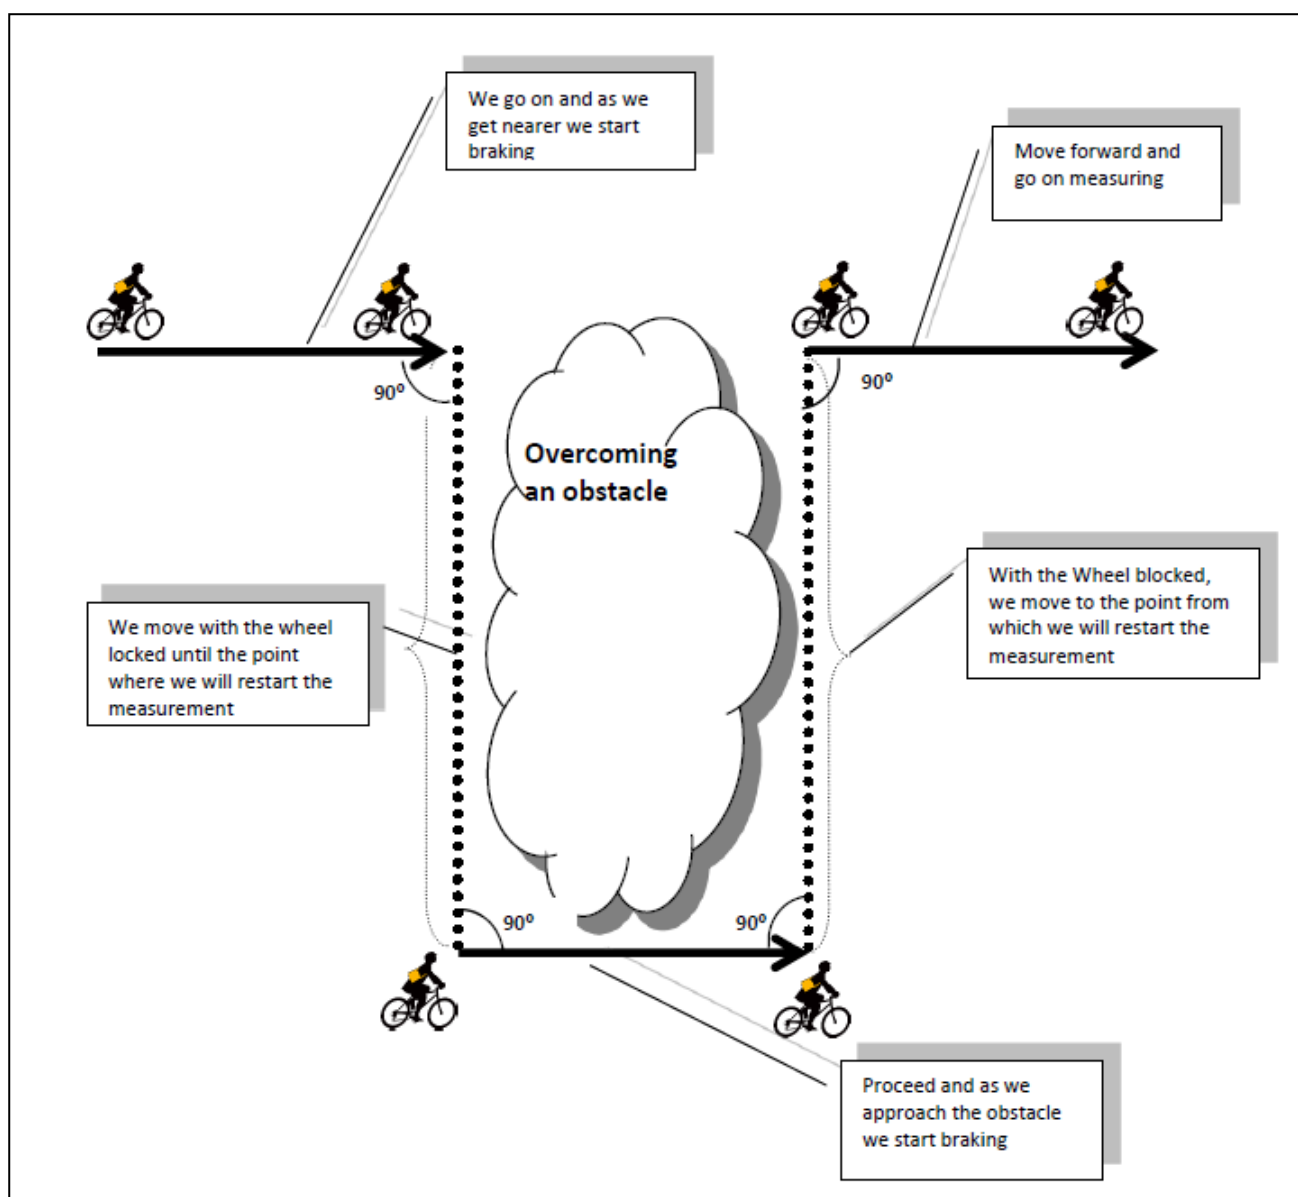 We go on and as we
get nearer we start
braking
Move forward and
go on measuring
90º
90º
Overcoming
an obstacle
We move with the wheel
locked until the point
where we will restart the
measurement
With the Wheel blocked,
we move to the point from
which we will restart the
measurement
90º
90º
Proceed and as we
approach the obstacle
we start braking